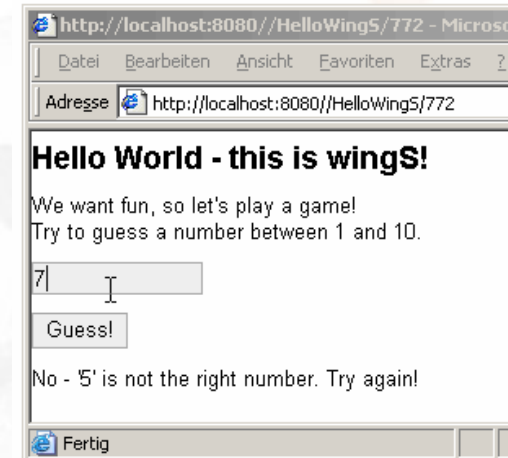 http://localhost:8080//HelloWingS/772 - Micros
Datei Bearbeiten Ansicht Favoriten Extras ?
Adresse http://localhost:8080//HelloWingS/772
Hello World - this is wingS!
We want fun, so let's play a game!
Try to guess a number between 1 and 10.
7
Guess!
No - '5' is not the right number. Try again!
Fertig